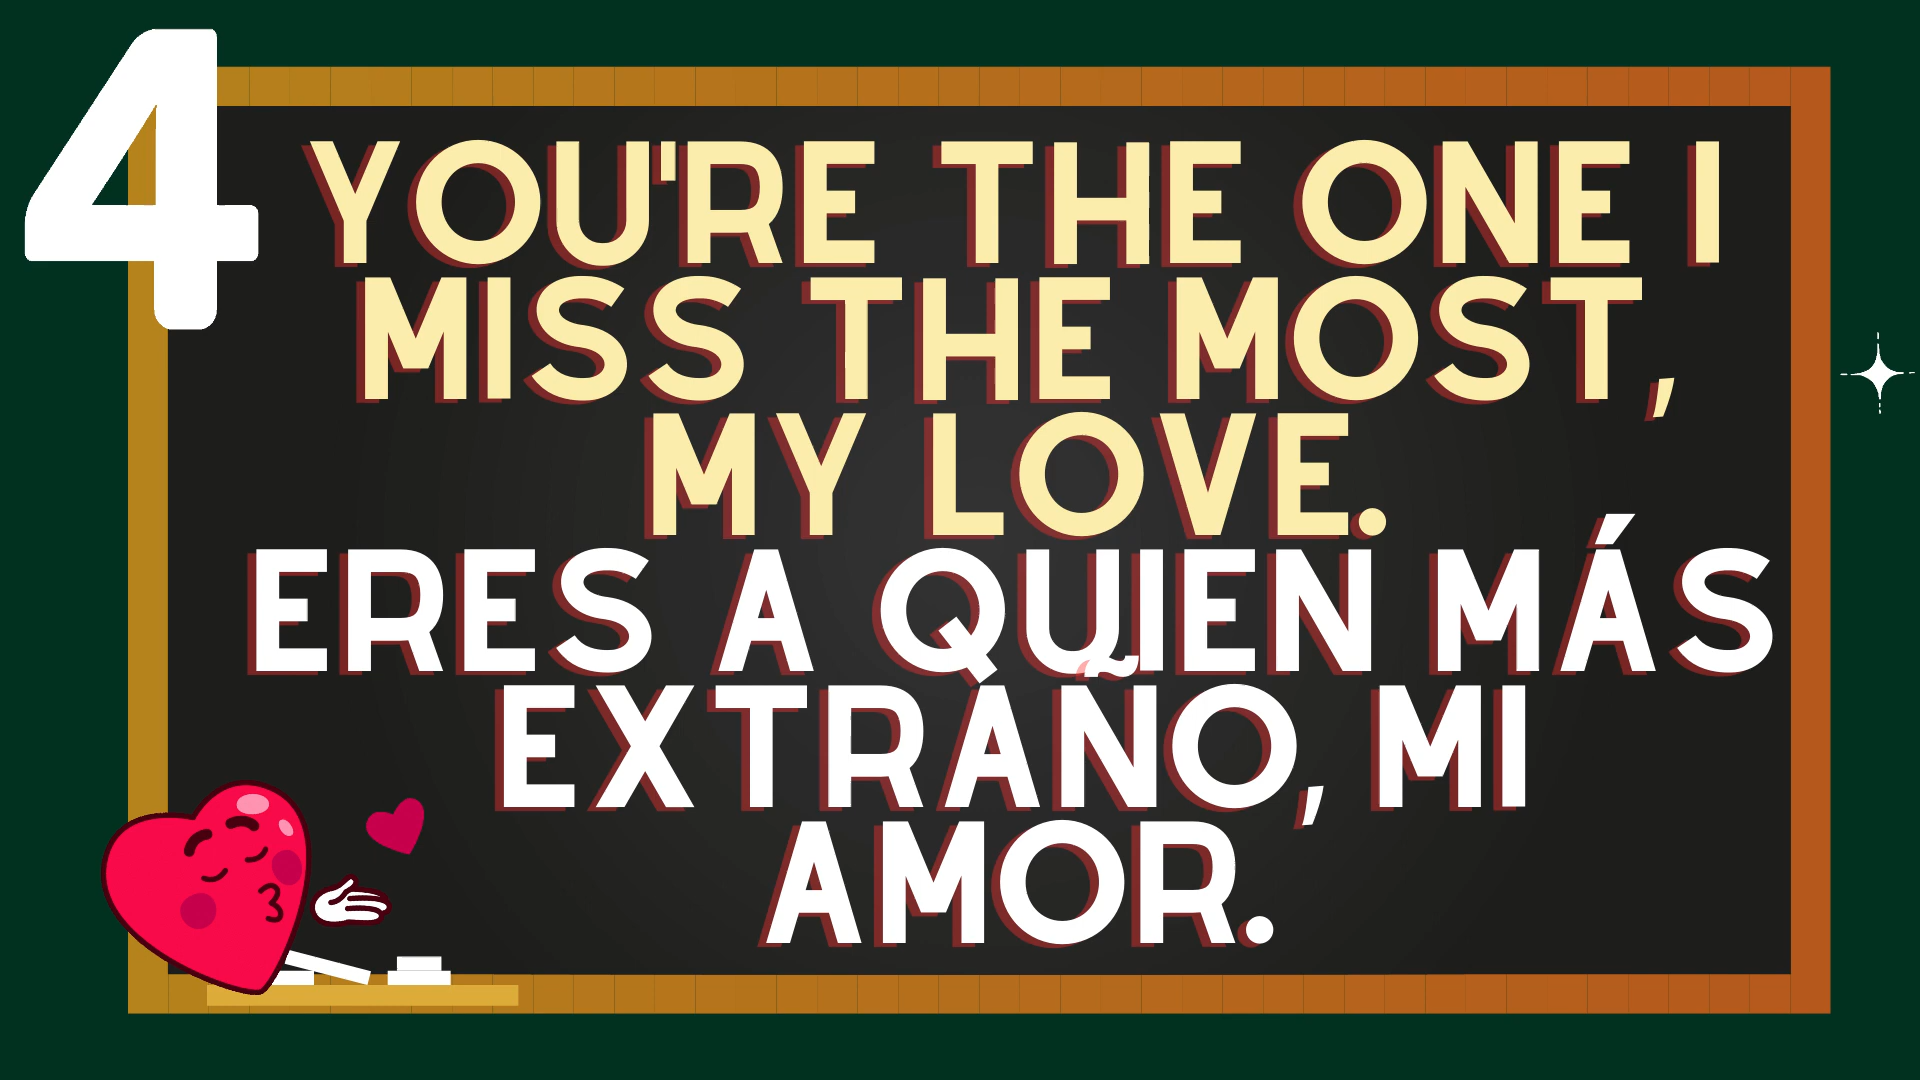 4
YOU'RE THE ONE I
MISS THE MOST,
MY LOVE.
ERES A QUIEN MÁS
EXTRAÑO, MI
AMOR.